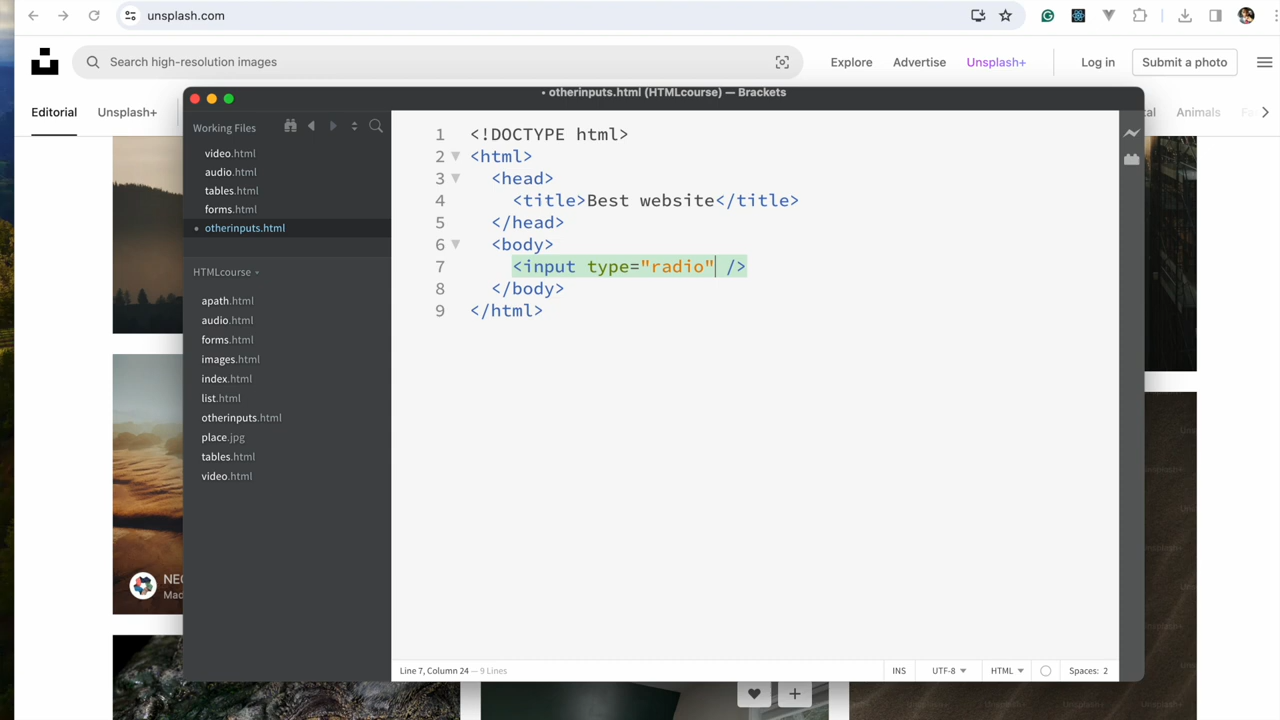 unsplash.com
Search high-resolution images
Explore
Advertise
Unsplash+
Log in
Submit a photo
Editorial
Unsplash+
Animals
• otherinputs.html (HTMLcourse) — Brackets
Working Files
video.html
audio.html
tables.html
forms.html
• otherinputs.html
HTMLcourse
apath.html
audio.html
forms.html
images.html
index.html
list.html
otherinputs.html
place.jpg
tables.html
video.html
1 <!DOCTYPE html>
2 <html>
3 <head>
4 <title>Best website</title>
5 </head>
6 <body>
7 <input type="radio" />
8 </body>
9 </html>
Line 7, Column 24 — 9 Lines
INS
UTF-8
HTML
Spaces: 2